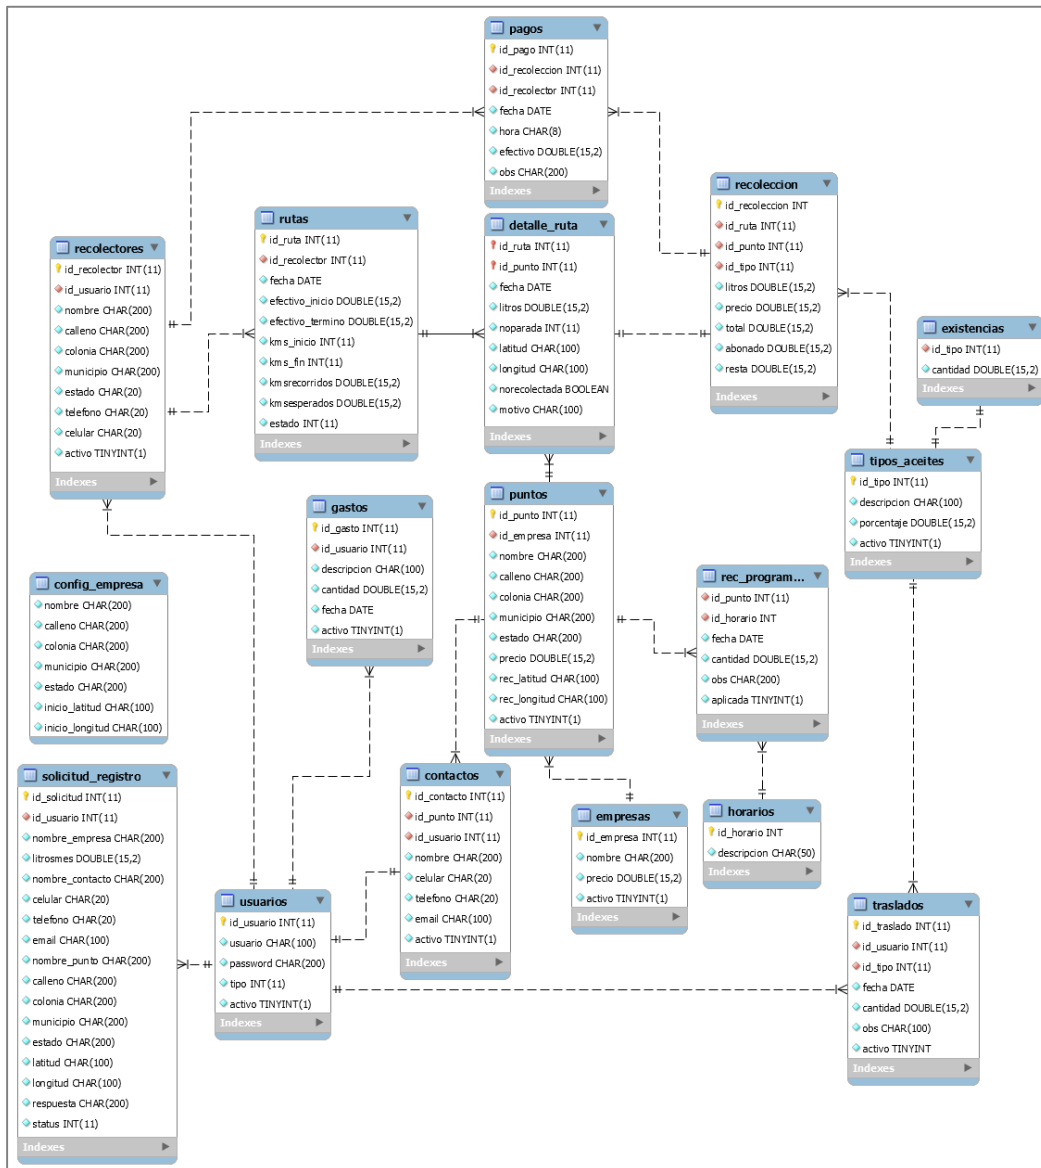 pagos
id_pago INT(11)
id_recoleccion INT(11)
id_recolector INT(11)
fecha DATE
hora CHAR(8)
efectivo DOUBLE(15,2)
obs CHAR(200)
Indexes
recoleccion
id_recoleccion INT
id_ruta INT(11)
id_punto INT(11)
id_tipo INT(11)
litros DOUBLE(15,2)
precio DOUBLE(15,2)
total DOUBLE(15,2)
abonado DOUBLE(15,2)
resta DOUBLE(15,2)
Indexes
rutas
id_ruta INT(11)
id_recolector INT(11)
fecha DATE
efectivo_inicio DOUBLE(15,2)
efectivo_termino DOUBLE(15,2)
kms_inicio INT(11)
kms_fin INT(11)
kmsrecorridos DOUBLE(15,2)
kmsesperados DOUBLE(15,2)
estado INT(11)
Indexes
detalle_ruta
id_ruta INT(11)
id_punto INT(11)
fecha DATE
litros DOUBLE(15,2)
noparada INT(11)
latitud CHAR(100)
longitud CHAR(100)
norecolectada BOOLEAN
motivo CHAR(100)
Indexes
recolectores
id_recolector INT(11)
id_usuario INT(11)
nombre CHAR(200)
calleno CHAR(200)
colonia CHAR(200)
municipio CHAR(200)
estado CHAR(20)
telefono CHAR(20)
celular CHAR(20)
activo TINYINT(1)
Indexes
existencias
id_tipo INT(11)
cantidad DOUBLE(15,2)
Indexes
tipos_aceites
id_tipo INT(11)
descripcion CHAR(100)
porcentaje DOUBLE(15,2)
activo TINYINT(1)
Indexes
gastos
id_gasto INT(11)
id_usuario INT(11)
descripcion CHAR(100)
cantidad DOUBLE(15,2)
fecha DATE
activo TINYINT(1)
Indexes
puntos
id_punto INT(11)
id_empresa INT(11)
nombre CHAR(200)
calleno CHAR(200)
colonia CHAR(200)
municipio CHAR(200)
estado CHAR(200)
precio DOUBLE(15,2)
rec_latitud CHAR(100)
rec_longitud CHAR(100)
activo TINYINT(1)
Indexes
rec_program...
id_punto INT(11)
id_horario INT
fecha DATE
cantidad DOUBLE(15,2)
obs CHAR(200)
aplicada TINYINT(1)
Indexes
config_empresa
nombre CHAR(200)
calleno CHAR(200)
colonia CHAR(200)
municipio CHAR(200)
estado CHAR(200)
inicio_latitud CHAR(100)
inicio_longitud CHAR(100)
Indexes
solicitud_registro
id_solicitud INT(11)
id_usuario INT(11)
nombre_empresa CHAR(200)
litrosmes DOUBLE(15,2)
nombre_contacto CHAR(200)
celular CHAR(20)
telefono CHAR(20)
email CHAR(100)
nombre_punto CHAR(200)
calleno CHAR(200)
colonia CHAR(200)
municipio CHAR(200)
estado CHAR(200)
latitud CHAR(100)
longitud CHAR(100)
respuesta CHAR(200)
status INT(11)
Indexes
contactos
id_contacto INT(11)
id_punto INT(11)
id_usuario INT(11)
nombre CHAR(200)
celular CHAR(20)
telefono CHAR(20)
email CHAR(100)
activo TINYINT(1)
Indexes
empresas
id_empresa INT(11)
nombre CHAR(200)
precio DOUBLE(15,2)
activo TINYINT(1)
Indexes
horarios
id_horario INT
descripcion CHAR(50)
Indexes
usuarios
id_usuario INT(11)
usuario CHAR(100)
password CHAR(200)
tipo INT(11)
activo TINYINT(1)
Indexes
traslados
id_traslado INT(11)
id_usuario INT(11)
id_tipo INT(11)
fecha DATE
cantidad DOUBLE(15,2)
obs CHAR(100)
activo TINYINT
Indexes